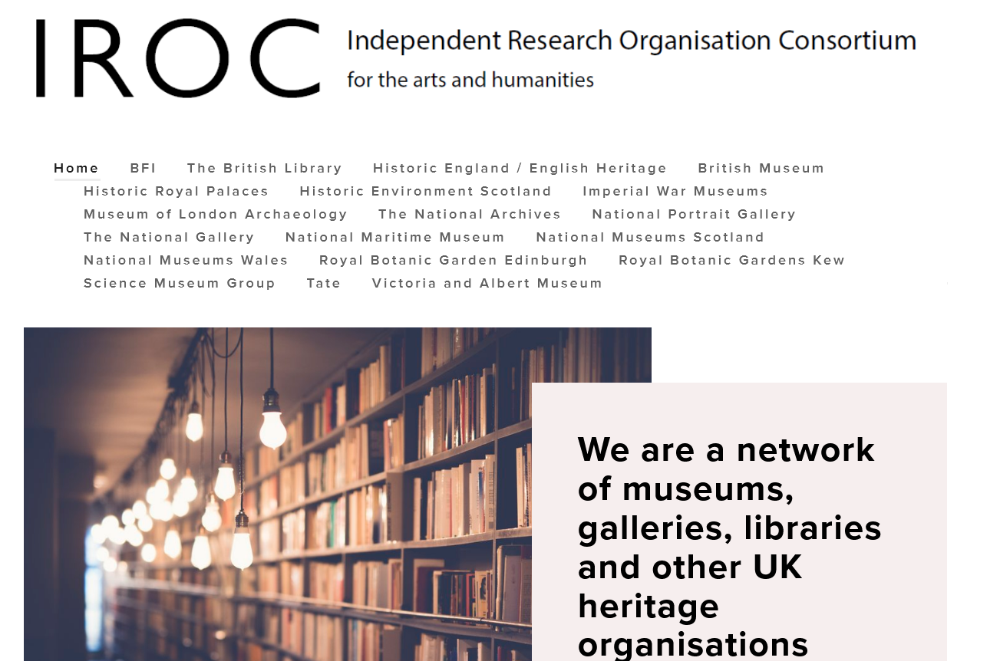 IROC
Independent Research Organisation Consortium
for the arts and humanities
Home BFI The British Library Historic England / English Heritage British Museum
Historic Royal Palaces Historic Environment Scotland Imperial War Museums
Museum of London Archaeology The National Archives National Portrait Gallery
The National Gallery National Maritime Museum National Museums Scotland
National Museums Wales Royal Botanic Garden Edinburgh Royal Botanic Gardens Kew
Science Museum Group Tate Victoria and Albert Museum
We are a network
of museums,
galleries, libraries
and other UK
heritage
organisations